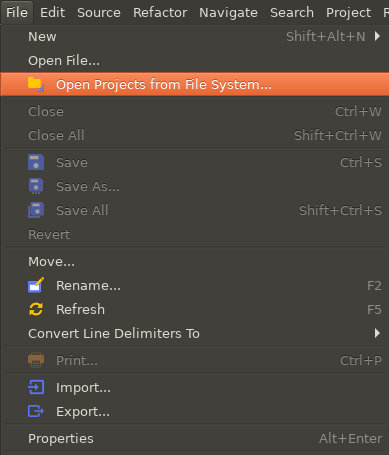 File Edit Source Refactor Navigate Search Project
New Shift+Alt+N
Open File...
Open Projects from File System...
Close Ctrl+W
Close All Shift+Ctrl+W
Save Ctrl+S
Save As...
Save All Shift+Ctrl+S
Revert
Move...
Rename... F2
Refresh F5
Convert Line Delimiters To
Print... Ctrl+P
Import...
Export...
Properties Alt+Enter